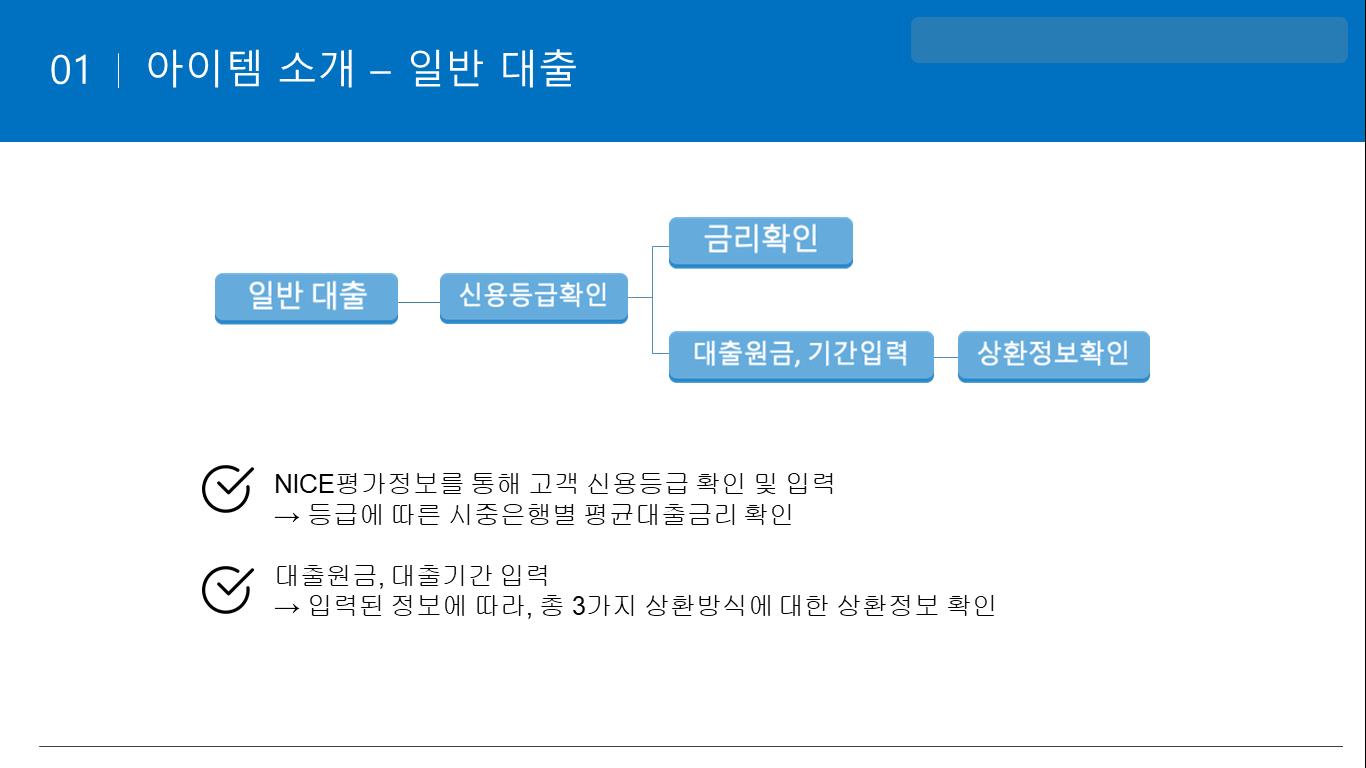 01 | 아이템 소개 – 일반 대출
금리확인
일반 대출
신용등급확인
대출원금, 기간입력
상환정보확인
NICE평가정보를 통해 고객 신용등급 확인 및 입력
→ 등급에 따른 시중은행별 평균대출금리 확인
대출원금, 대출기간 입력
→ 입력된 정보에 따라, 총 3가지 상환방식에 대한 상환정보 확인